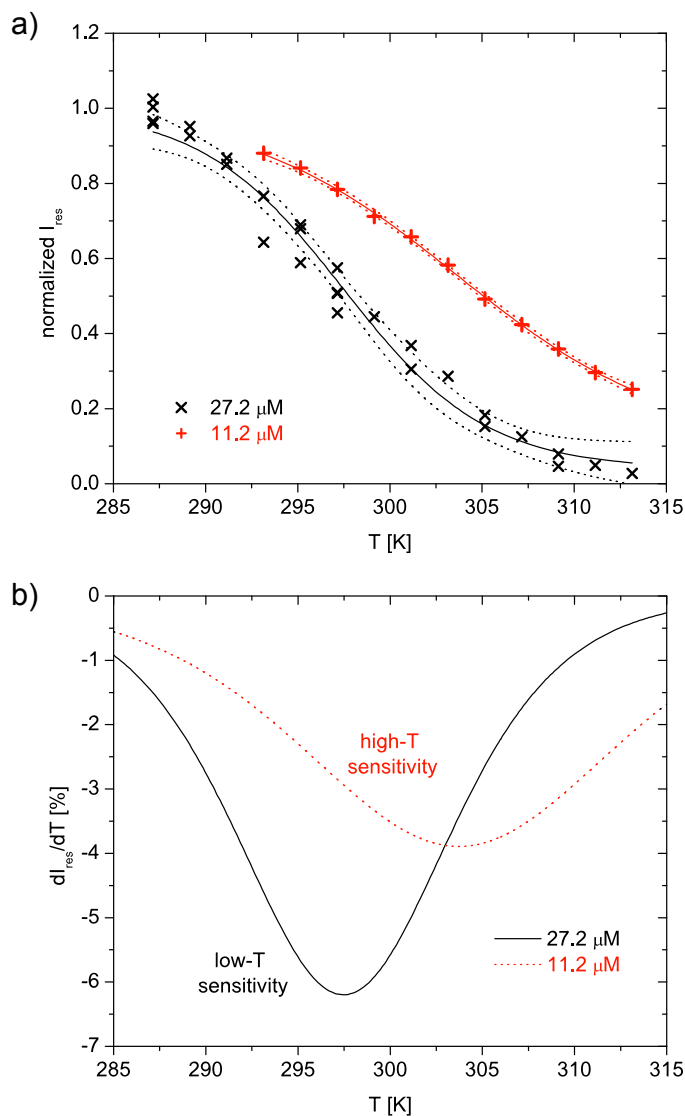 a)
1.2
1.0
0.8
0.6
0.4
0.2
0.0
normalized I_res
27.2 μM
11.2 μM
285 290 295 300 305 310 315
T [K]
b)
0
-1
-2
-3
-4
-5
-6
-7
dI_res/dT [%]
high-T
sensitivity
low-T
sensitivity
27.2 μM
11.2 μM
285 290 295 300 305 310 315
T [K]